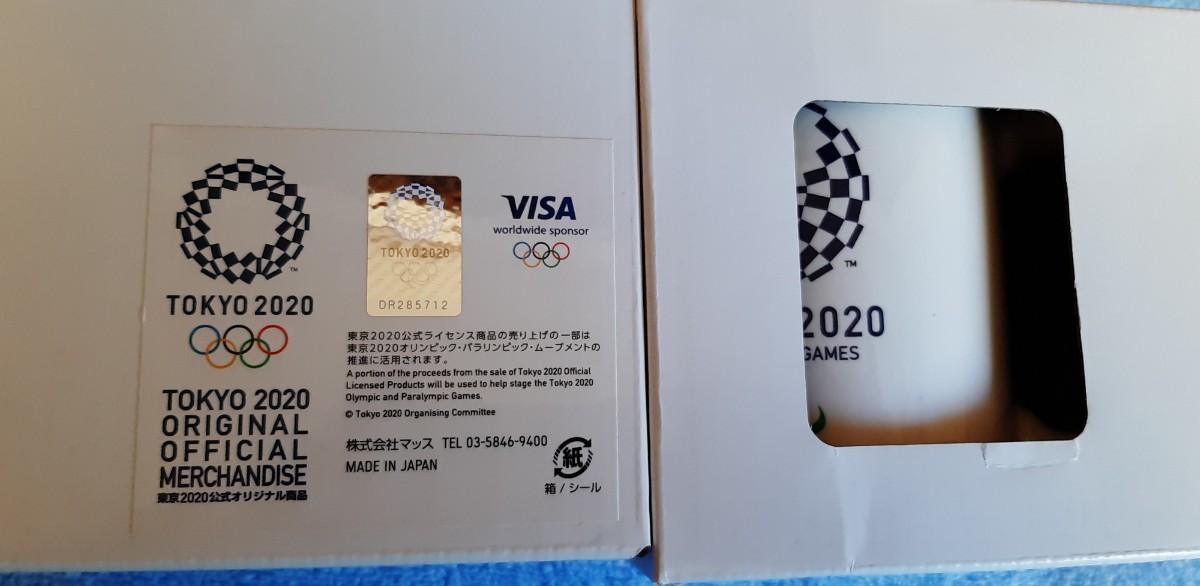 TM
TOKYO 2020
TOKYO 2020
ORIGINAL
OFFICIAL
MERCHANDISE
東京2020公式オリジナル商品
TOKYO 2020
DR285712
VISA
worldwide sponsor
東京2020公式ライセンス商品の売り上げの一部は
東京2020オリンピック・パラリンピック・ムーブメントの
推進に活用されます。
A portion of the proceeds from the sale of Tokyo 2020 Official
Licensed Products will be used to help stage the Tokyo 2020
Olympic and Paralympic Games.
© Tokyo 2020 Organising Committee
株式会社マッス TEL 03-5846-9400
MADE IN JAPAN
紙
箱 / シール
TM
2020
GAMES